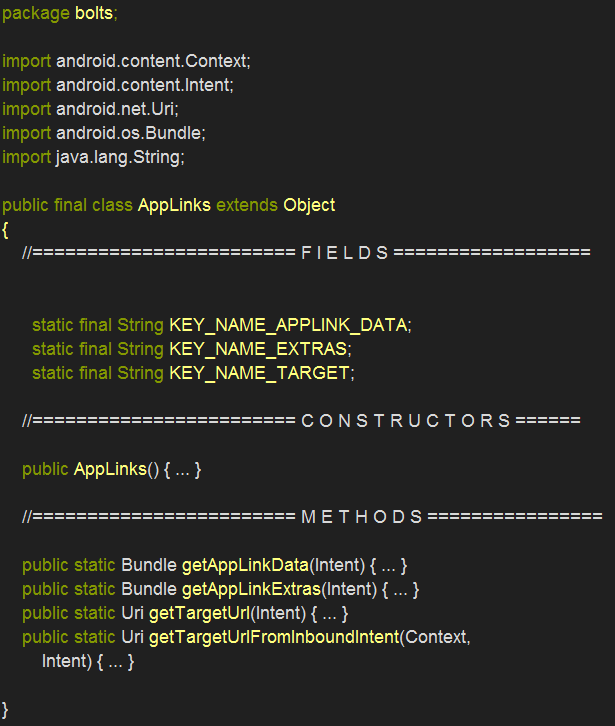 package bolts;
import android.content.Context;
import android.content.Intent;
import android.net.Uri;
import android.os.Bundle;
import java.lang.String;
public final class AppLinks extends Object
{
//======================== F I E L D S ==================
static final String KEY_NAME_APPLINK_DATA;
static final String KEY_NAME_EXTRAS;
static final String KEY_NAME_TARGET;
//======================== C O N S T R U C T O R S ======
public AppLinks() { ... }
//======================== M E T H O D S ================
public static Bundle getAppLinkData(Intent) { ... }
public static Bundle getAppLinkExtras(Intent) { ... }
public static Uri getTargetUrl(Intent) { ... }
public static Uri getTargetUrlFromInboundIntent(Context,
Intent) { ... }
}